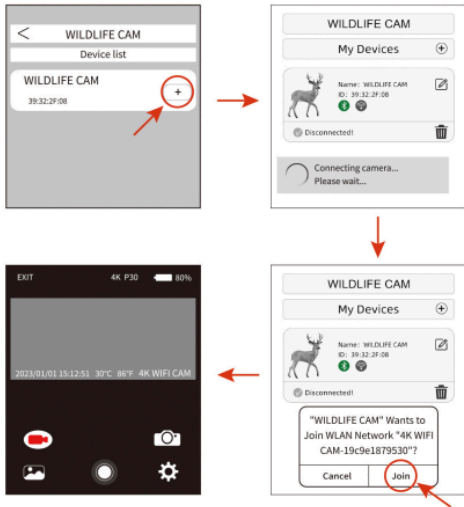 < WILDLIFE CAM
Device list
WILDLIFE CAM
39:32:2F:08
+
WILDLIFE CAM
My Devices
Name: WILDLIFE CAM
ID: 39:32:2F:08
Disconnected!
Connecting camera...
Please wait...
WILDLIFE CAM
My Devices
Name: WILDLIFE CAM
ID: 39:32:2F:08
Disconnected!
"WILDLIFE CAM" Wants to
Join WLAN Network "4K WIFI
CAM-19c9e1879530"?
Cancel Join
EXIT 4K P30 80%
2023/01/01 15:12:51 30°C 86°F 4K WIFI CAM